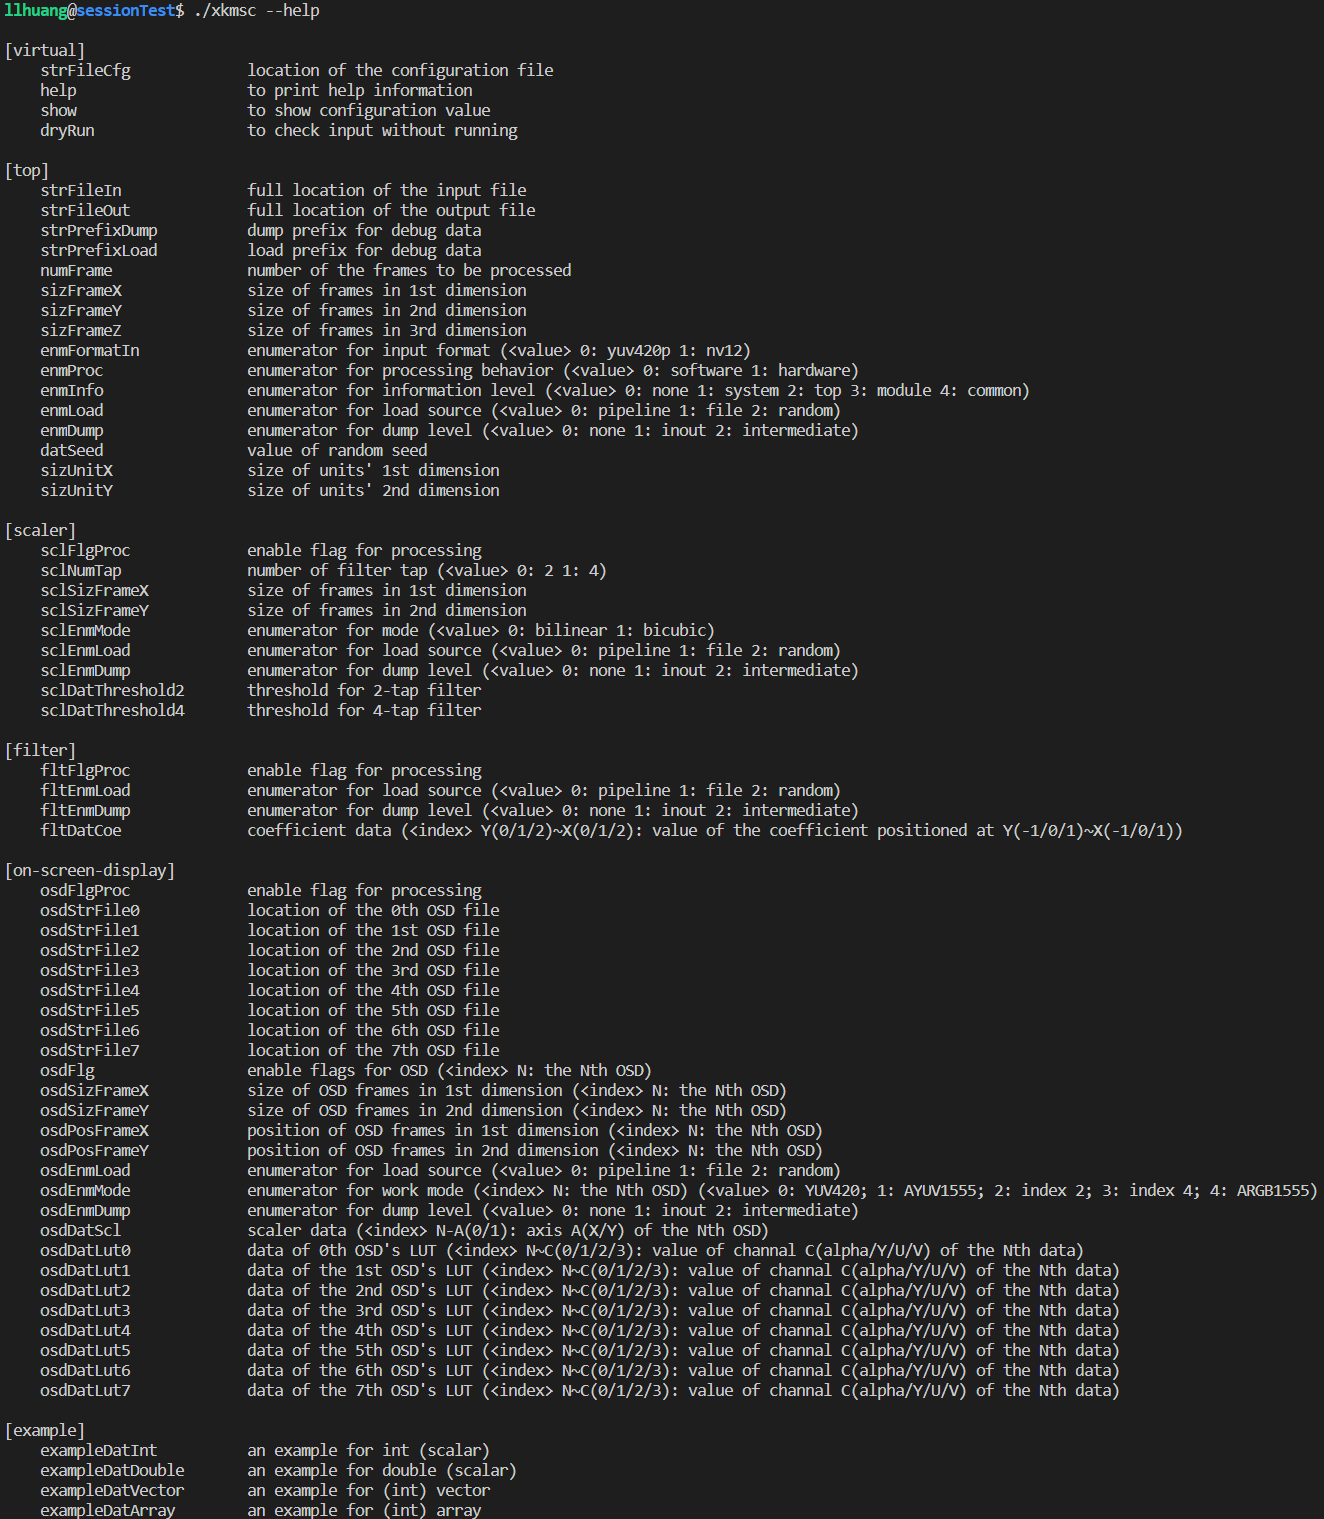 llhuang@sessionTest$ ./xkmsc --help
[virtual]
strFileCfg location of the configuration file
help to print help information
show to show configuration value
dryRun to check input without running
[top]
strFileIn full location of the input file
strFileOut full location of the output file
strPrefixDump dump prefix for debug data
strPrefixLoad load prefix for debug data
numFrame number of the frames to be processed
sizFrameX size of frames in 1st dimension
sizFrameY size of frames in 2nd dimension
sizFrameZ size of frames in 3rd dimension
enmFormatIn enumerator for input format (<value> 0: yuv420p 1: nv12)
enmProc enumerator for processing behavior (<value> 0: software 1: hardware)
enmInfo enumerator for information level (<value> 0: none 1: system 2: top 3: module 4: common)
enmLoad enumerator for load source (<value> 0: pipeline 1: file 2: random)
enmDump enumerator for dump level (<value> 0: none 1: inout 2: intermediate)
datSeed value of random seed
sizUnitX size of units' 1st dimension
sizUnitY size of units' 2nd dimension
[scaler]
sclFlgProc enable flag for processing
sclNumTap number of filter tap (<value> 0: 2 1: 4)
sclSizFrameX size of frames in 1st dimension
sclSizFrameY size of frames in 2nd dimension
sclEnmMode enumerator for mode (<value> 0: bilinear 1: bicubic)
sclEnmLoad enumerator for load source (<value> 0: pipeline 1: file 2: random)
sclEnmDump enumerator for dump level (<value> 0: none 1: inout 2: intermediate)
sclDatThreshold2 threshold for 2-tap filter
sclDatThreshold4 threshold for 4-tap filter
[filter]
fltFlgProc enable flag for processing
fltEnmLoad enumerator for load source (<value> 0: pipeline 1: file 2: random)
fltEnmDump enumerator for dump level (<value> 0: none 1: inout 2: intermediate)
fltDatCoe coefficient data (<index> Y(0/1/2)~X(0/1/2): value of the coefficient positioned at Y(-1/0/1)~X(-1/0/1))
[on-screen-display]
osdFlgProc enable flag for processing
osdStrFile0 location of the 0th OSD file
osdStrFile1 location of the 1st OSD file
osdStrFile2 location of the 2nd OSD file
osdStrFile3 location of the 3rd OSD file
osdStrFile4 location of the 4th OSD file
osdStrFile5 location of the 5th OSD file
osdStrFile6 location of the 6th OSD file
osdStrFile7 location of the 7th OSD file
osdFlg enable flags for OSD (<index> N: the Nth OSD)
osdSizFrameX size of OSD frames in 1st dimension (<index> N: the Nth OSD)
osdSizFrameY size of OSD frames in 2nd dimension (<index> N: the Nth OSD)
osdPosFrameX position of OSD frames in 1st dimension (<index> N: the Nth OSD)
osdPosFrameY position of OSD frames in 2nd dimension (<index> N: the Nth OSD)
osdEnmLoad enumerator for load source (<value> 0: pipeline 1: file 2: random)
osdEnmMode enumerator for work mode (<index> N: the Nth OSD) (<value> 0: YUV420; 1: AYUV1555; 2: index 2; 3: index 4; 4: ARGB1555)
osdEnmDump enumerator for dump level (<value> 0: none 1: inout 2: intermediate)
osdDatScl scaler data (<index> N-A(0/1): axis A(X/Y) of the Nth OSD)
osdDatLut0 data of 0th OSD's LUT (<index> N~C(0/1/2/3): value of channal C(alpha/Y/U/V) of the Nth data)
osdDatLut1 data of the 1st OSD's LUT (<index> N~C(0/1/2/3): value of channal C(alpha/Y/U/V) of the Nth data)
osdDatLut2 data of the 2nd OSD's LUT (<index> N~C(0/1/2/3): value of channal C(alpha/Y/U/V) of the Nth data)
osdDatLut3 data of the 3rd OSD's LUT (<index> N~C(0/1/2/3): value of channal C(alpha/Y/U/V) of the Nth data)
osdDatLut4 data of the 4th OSD's LUT (<index> N~C(0/1/2/3): value of channal C(alpha/Y/U/V) of the Nth data)
osdDatLut5 data of the 5th OSD's LUT (<index> N~C(0/1/2/3): value of channal C(alpha/Y/U/V) of the Nth data)
osdDatLut6 data of the 6th OSD's LUT (<index> N~C(0/1/2/3): value of channal C(alpha/Y/U/V) of the Nth data)
osdDatLut7 data of the 7th OSD's LUT (<index> N~C(0/1/2/3): value of channal C(alpha/Y/U/V) of the Nth data)
[example]
exampleDatInt an example for int (scalar)
exampleDatDouble an example for double (scalar)
exampleDatVector an example for (int) vector
exampleDatArray an example for (int) array